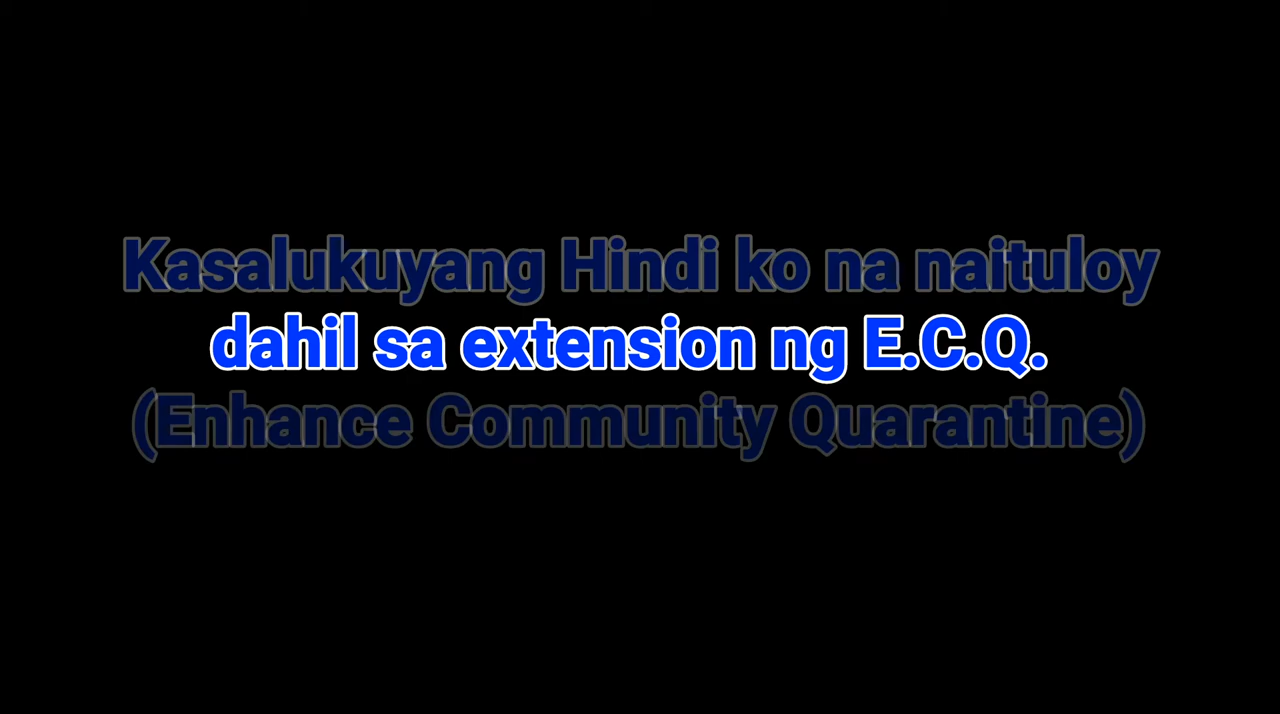 Kasalukuyang Hindi ko na naituloy
dahil sa extension ng E.C.Q.
(Enhance Community Quarantine)